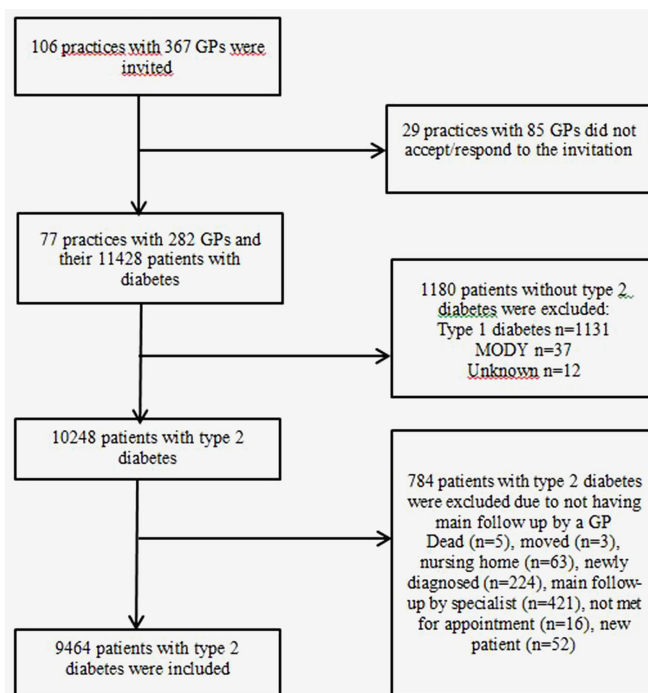 106 practices with 367 GPs were
invited
29 practices with 85 GPs did not
accept/respond to the invitation
77 practices with 282 GPs and
their 11428 patients with
diabetes
1180 patients without type 2
diabetes were excluded:
Type 1 diabetes n=1131
MODY n=37
Unknown n=12
10248 patients with type 2
diabetes
784 patients with type 2 diabetes
were excluded due to not having
main follow up by a GP
Dead (n=5), moved (n=3),
nursing home (n=63), newly
diagnosed (n=224), main follow-
up by specialist (n=421), not met
for appointment (n=16), new
patient (n=52)
9464 patients with type 2
diabetes were included